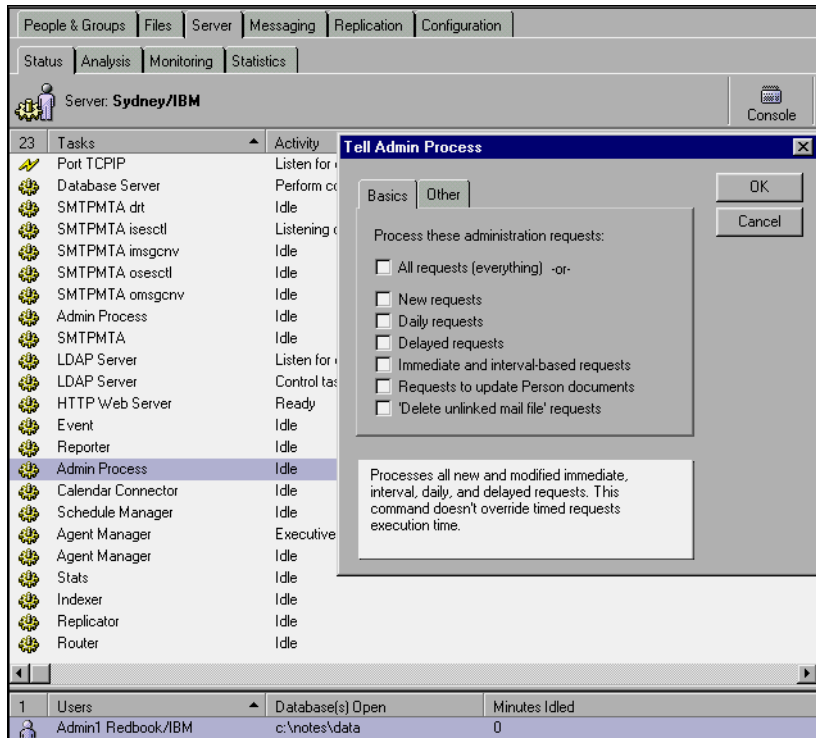 People & Groups Files Server Messaging Replication Configuration
Status Analysis Monitoring Statistics
Server: Sydney/IBM
Console
23 Tasks Activity
Port TCPIP Listen for
Database Server Perform
SMTPMTA drt Idle
SMTPMTA isesctl Listening
SMTPMTA imsgcnv Idle
SMTPMTA osesctl Idle
SMTPMTA omsgcnv Idle
Admin Process Idle
SMTPMTA Idle
LDAP Server Listen for
LDAP Server Control
HTTP Web Server Ready
Event Idle
Reporter Idle
Admin Process Idle
Calendar Connector Idle
Schedule Manager Idle
Agent Manager Executive
Agent Manager Idle
Stats Idle
Indexer Idle
Replicator Idle
Router Idle
Tell Admin Process
Basics Other
OK
Cancel
Process these administration requests:
All requests (everything) -or-
New requests
Daily requests
Delayed requests
Immediate and interval-based requests
Requests to update Person documents
'Delete unlinked mail file' requests
Processes all new and modified immediate,
interval, daily, and delayed requests. This
command doesn't override timed requests
execution time.
1 Users Database(s) Open Minutes Idled
Admin1 Redbook/IBM c:\notes\data 0